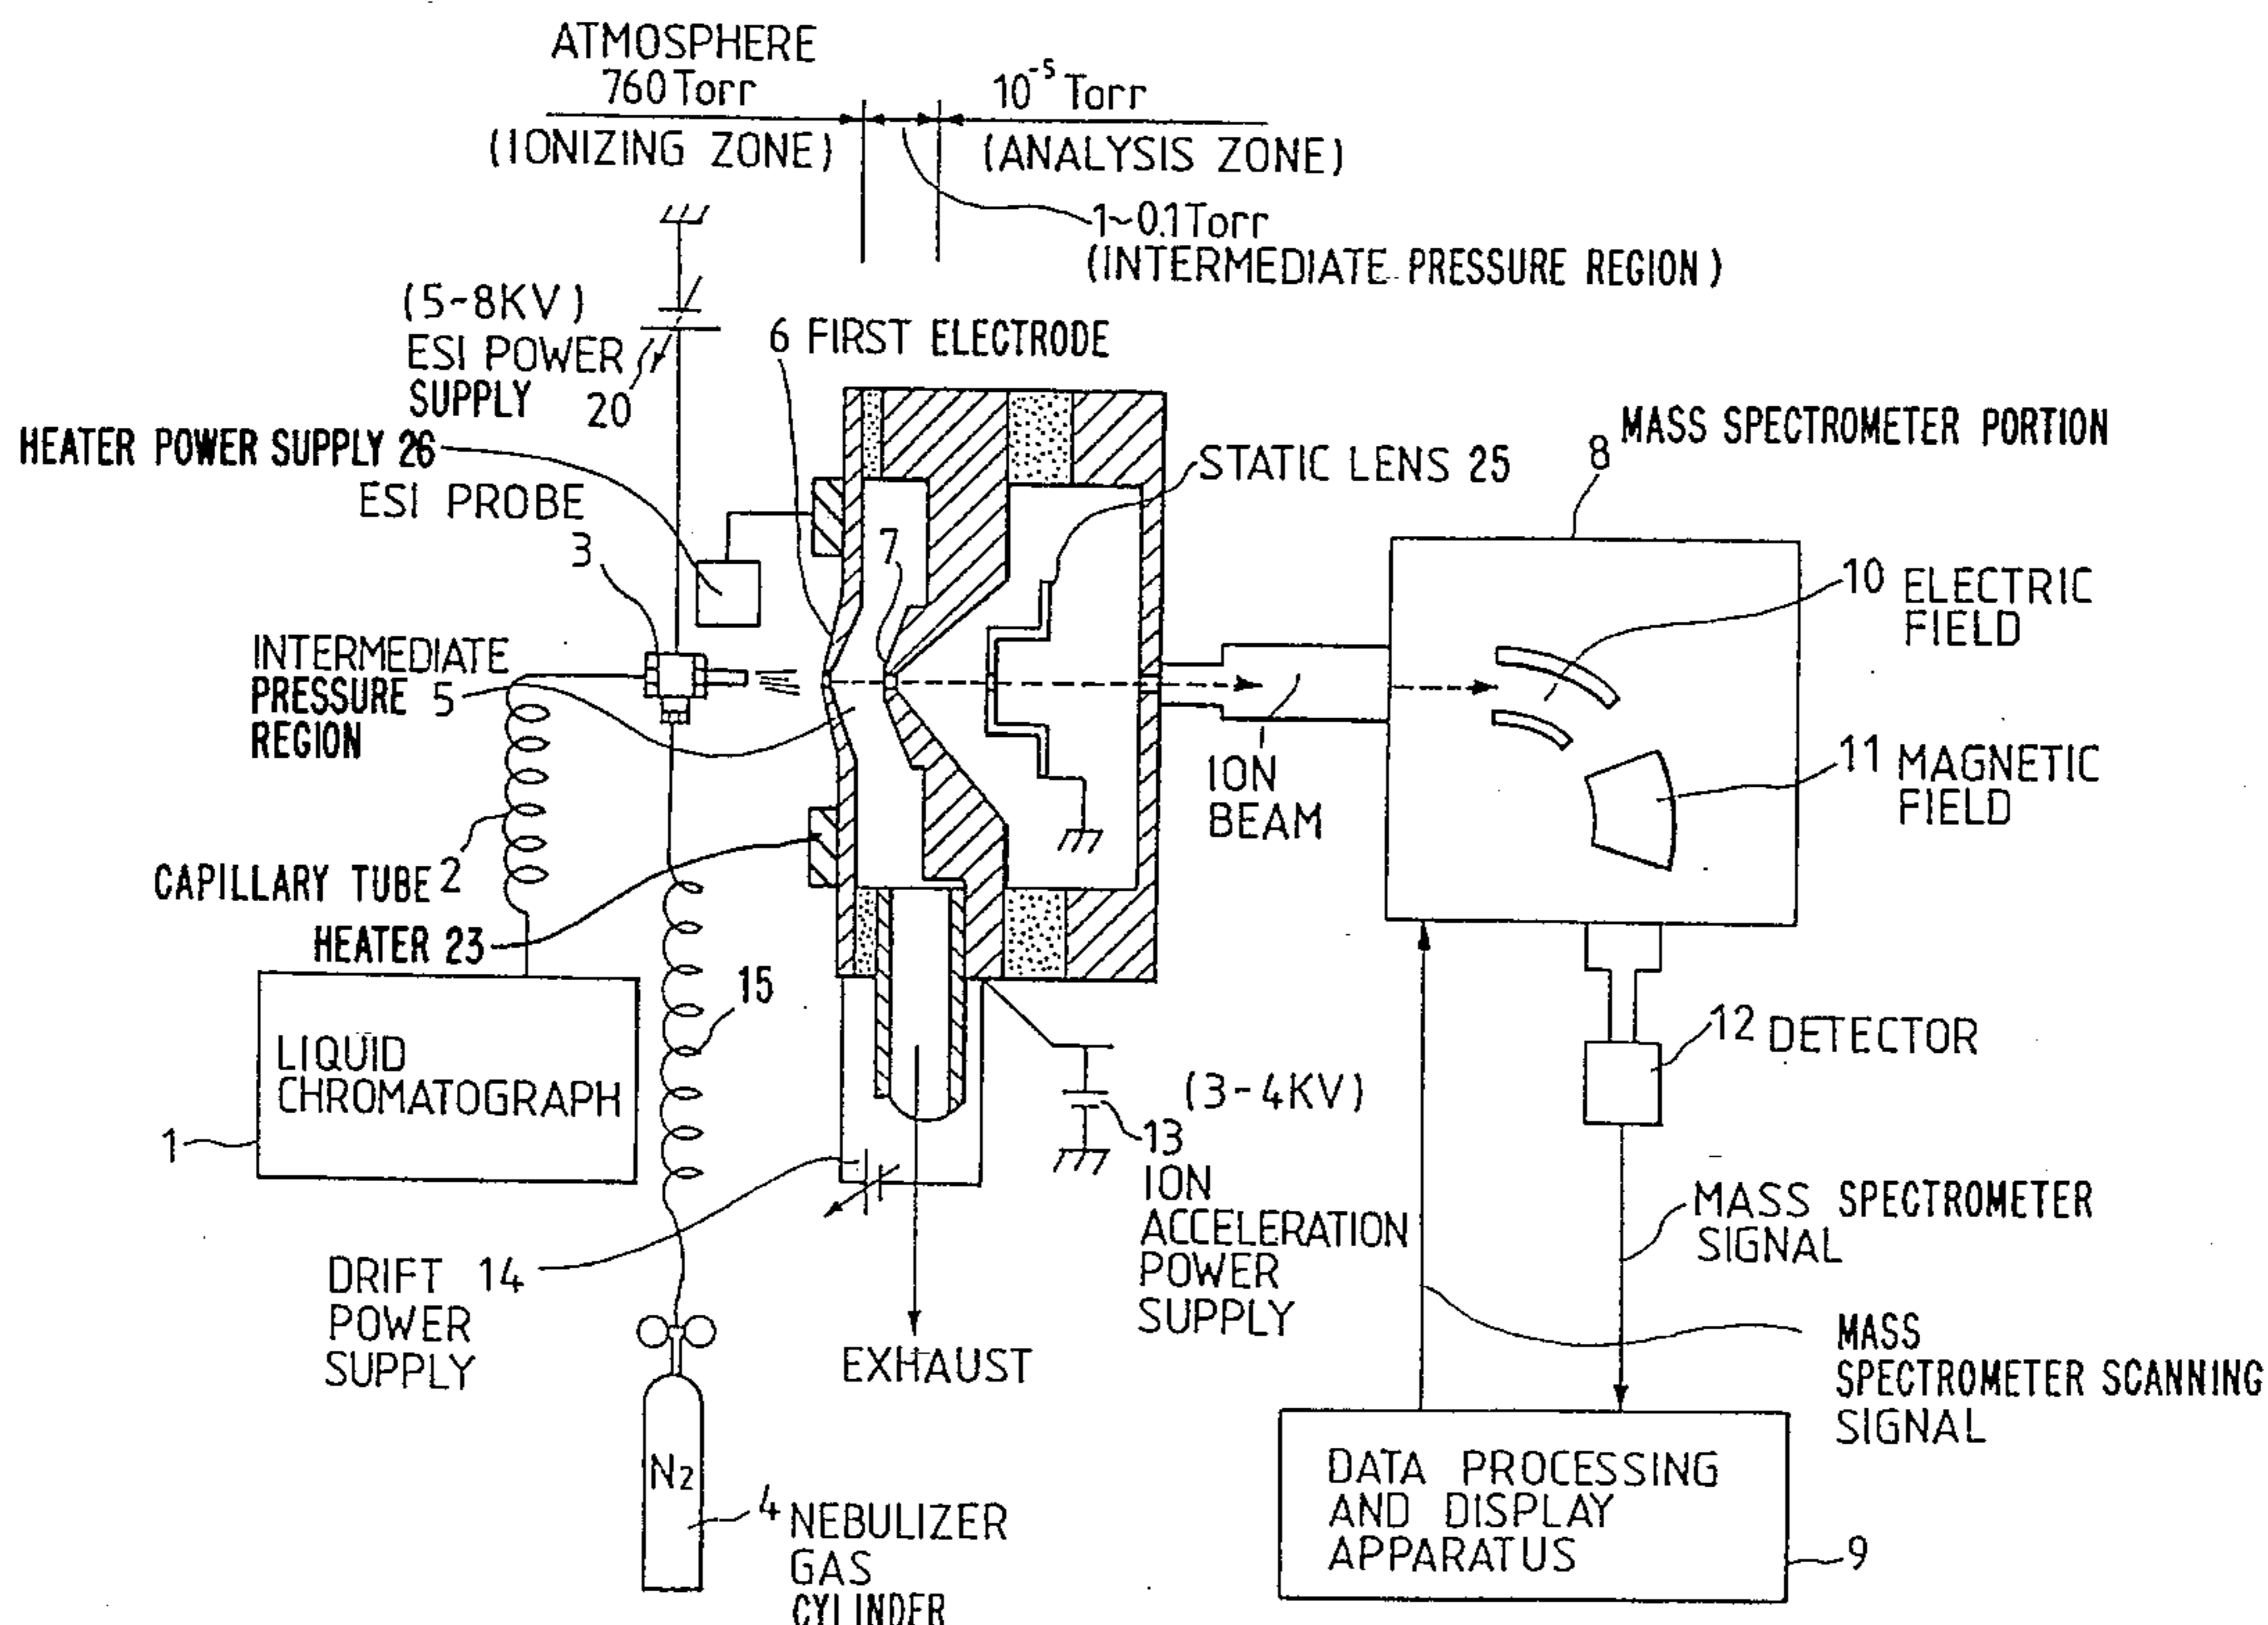 ATMOSPHERE
760 Torr
(IONIZING ZONE)
10⁻⁵ Torr
(ANALYSIS ZONE)
1~0.1Torr
(INTERMEDIATE PRESSURE REGION)
(5-8KV)
ESI POWER
SUPPLY 20
6 FIRST ELECTRODE
HEATER POWER SUPPLY 26
ESI PROBE
3
7
STATIC LENS 25
8 MASS SPECTROMETER PORTION
10 ELECTRIC
FIELD
INTERMEDIATE
PRESSURE 5
REGION
11 MAGNETIC
FIELD
ION
BEAM
CAPILLARY TUBE 2
HEATER 23
15
LIQUID
CHROMATOGRAPH
1
12 DETECTOR
(3-4KV)
13
ION
ACCELERATION
POWER
SUPPLY
MASS SPECTROMETER
SIGNAL
DRIFT 14
POWER
SUPPLY
EXHAUST
MASS
SPECTROMETER SCANNING
SIGNAL
N2
4 NEBULIZER
GAS
CYLINDER
DATA PROCESSING
AND DISPLAY
APPARATUS
9